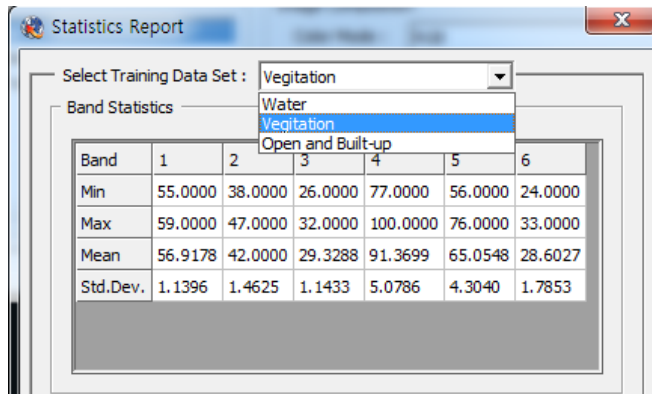 Statistics Report
Select Training Data Set : Vegitation
Water
Vegitation
Open and Built-up
Band Statistics
Band 1 2 3 4 5 6
Min 55.0000 38.0000 26.0000 77.0000 56.0000 24.0000
Max 59.0000 47.0000 32.0000 100.0000 76.0000 33.0000
Mean 56.9178 42.0000 29.3288 91.3699 65.0548 28.6027
Std.Dev. 1.1396 1.4625 1.1433 5.0786 4.3040 1.7853